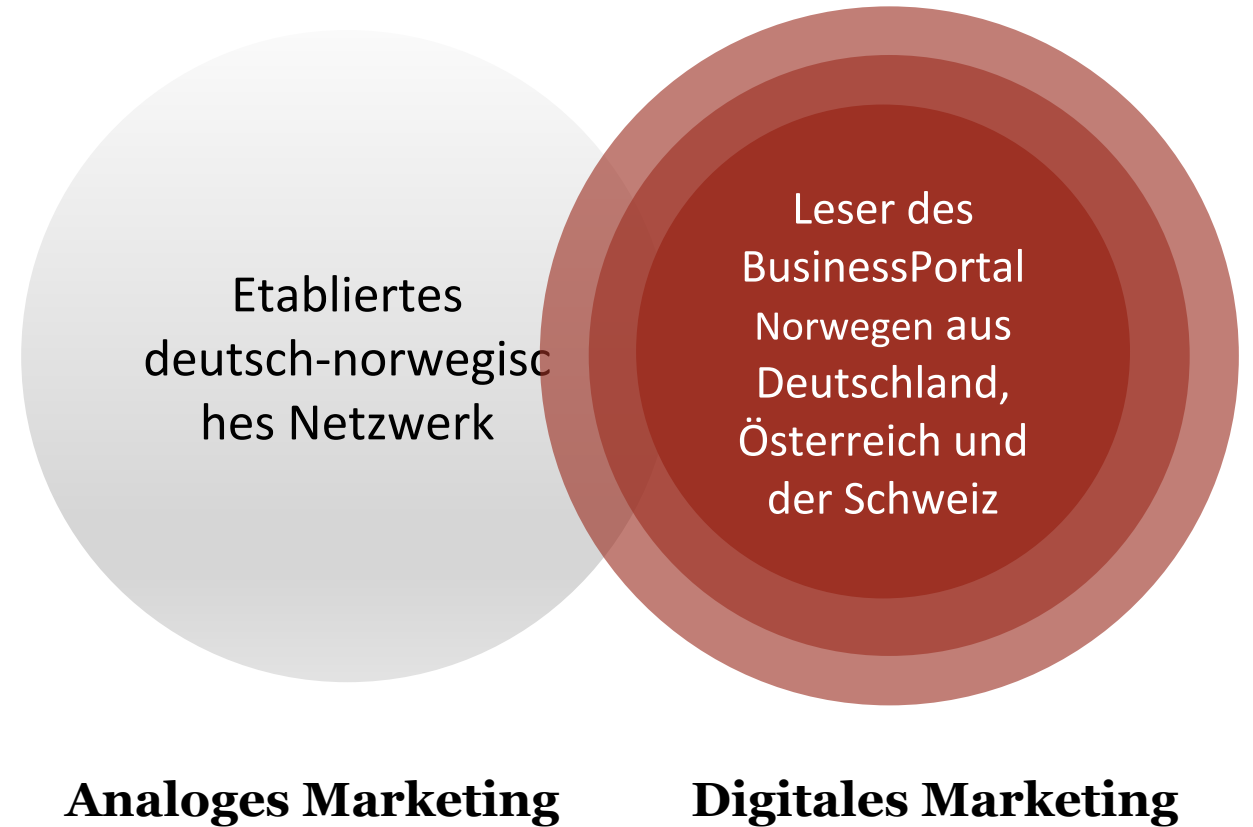 Etabliertes
deutsch-norwegisc
hes Netzwerk
Leser des
BusinessPortal
Norwegen aus
Deutschland,
Österreich und
der Schweiz
Analoges Marketing
Digitales Marketing